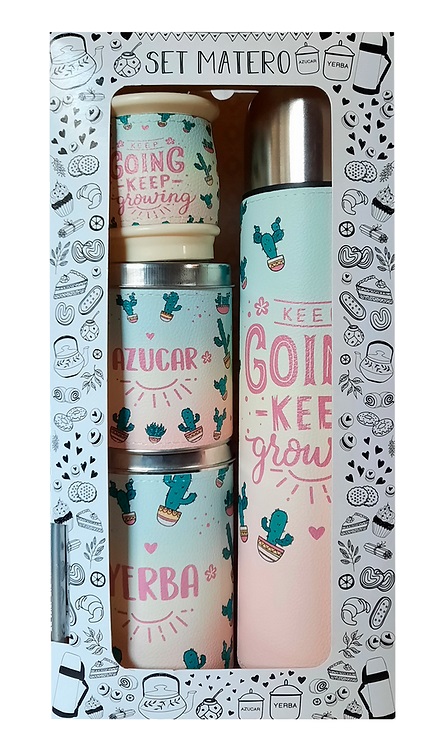 SET MATERO
AZUCAR
YERBA
KEEP
GOING
-KEEP-
growing
KEEP
GOIN
-KEE
grow
AZUCAR
YERBA
AZUCAR
YERBA